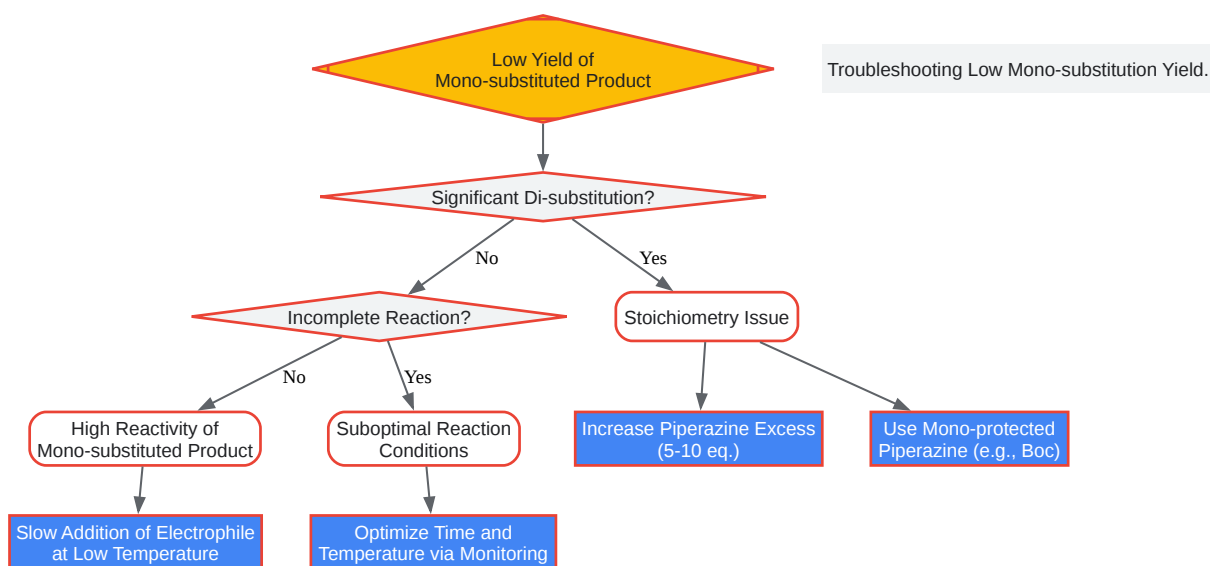 Low Yield of
Mono-substituted Product
Troubleshooting Low Mono-substitution Yield.
Significant Di-substitution?
No
Yes
Incomplete Reaction?
Stoichiometry Issue
No
Yes
High Reactivity of
Mono-substituted Product
Suboptimal Reaction
Conditions
Increase Piperazine Excess
(5-10 eq.)
Use Mono-protected
Piperazine (e.g., Boc)
Slow Addition of Electrophile
at Low Temperature
Optimize Time and
Temperature via Monitoring